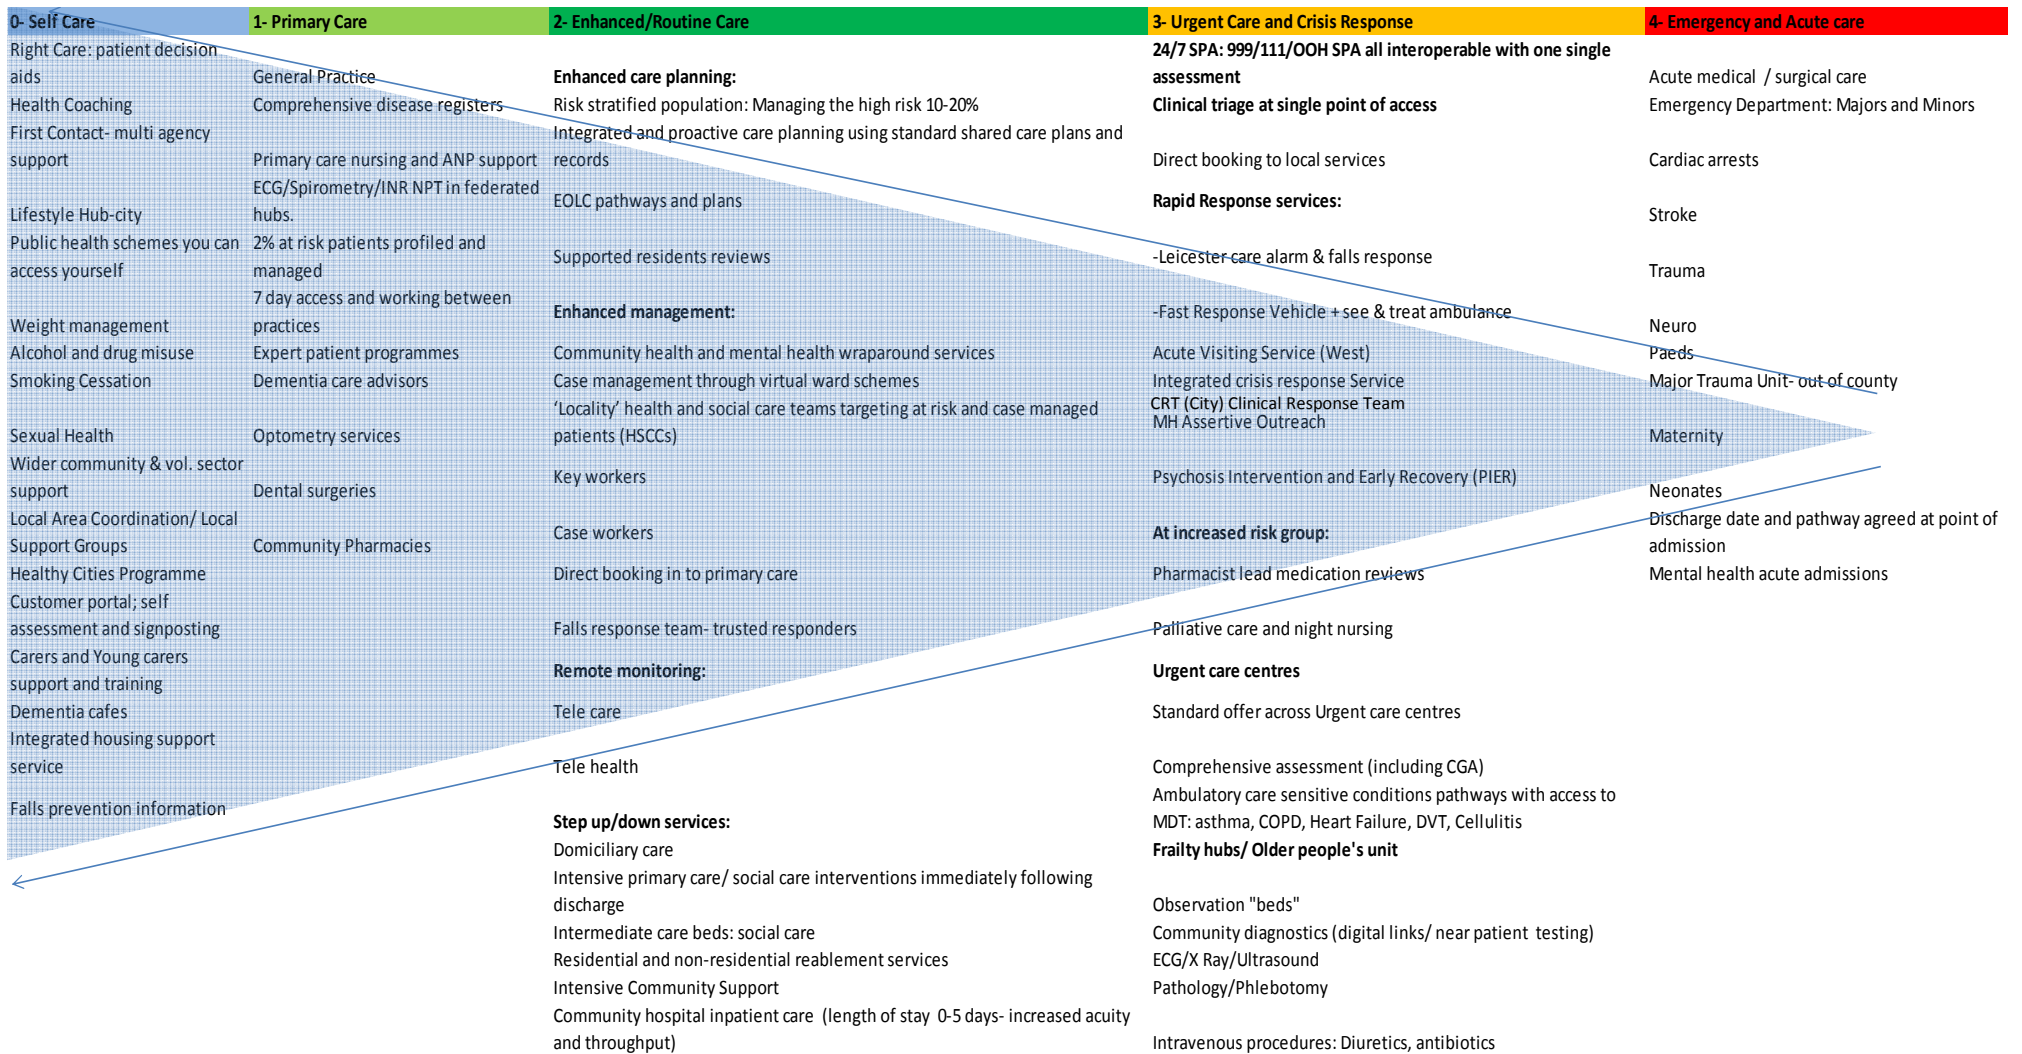 0- Self Care
Right Care: patient decision
aids
Health Coaching
First Contact- multi agency
support
Lifestyle Hub-city
Public health schemes you can
access yourself
Weight management
Alcohol and drug misuse
Smoking Cessation
Sexual Health
Wider community & vol. sector
support
Local Area Coordination/ Local
Support Groups
Healthy Cities Programme
Customer portal; self
assessment and signposting
Carers and Young carers
support and training
Dementia cafes
Integrated housing support
service
Falls prevention information
1- Primary Care
General Practice
Comprehensive disease registers
Primary care nursing and ANP support
ECG/Spirometry/INR NPT in federated
hubs.
2% at risk patients profiled and
managed
7 day access and working between
practices
Expert patient programmes
Dementia care advisors
Optometry services
Dental surgeries
Community Pharmacies
2- Enhanced/Routine Care
Enhanced care planning:
Risk stratified population: Managing the high risk 10-20%
Integrated and proactive care planning using standard shared care plans and
records
EOLC pathways and plans
Supported residents reviews
Enhanced management:
Community health and mental health wraparound services
Case management through virtual ward schemes
‘Locality’ health and social care teams targeting at risk and case managed
patients (HSCCs)
Key workers
Case workers
Direct booking in to primary care
Falls response team- trusted responders
Remote monitoring:
Tele care
Tele health
Step up/down services:
Domiciliary care
Intensive primary care/ social care interventions immediately following
discharge
Intermediate care beds: social care
Residential and non-residential reablement services
Intensive Community Support
Community hospital inpatient care (length of stay 0-5 days- increased acuity
and throughput)
3- Urgent Care and Crisis Response
24/7 SPA: 999/111/OOH SPA all interoperable with one single
assessment
Clinical triage at single point of access
Direct booking to local services
Rapid Response services:
-Leicester care alarm & falls response
-Fast Response Vehicle + see & treat ambulance
Acute Visiting Service (West)
Integrated crisis response Service
CRT (City) Clinical Response Team
MH Assertive Outreach
Psychosis Intervention and Early Recovery (PIER)
At increased risk group:
Pharmacist lead medication reviews
Palliative care and night nursing
Urgent care centres
Standard offer across Urgent care centres
Comprehensive assessment (including CGA)
Ambulatory care sensitive conditions pathways with access to
MDT: asthma, COPD, Heart Failure, DVT, Cellulitis
Frailty hubs/ Older people's unit
Observation "beds"
Community diagnostics (digital links/ near patient testing)
ECG/X Ray/Ultrasound
Pathology/Phlebotomy
Intravenous procedures: Diuretics, antibiotics
4- Emergency and Acute care
Acute medical / surgical care
Emergency Department: Majors and Minors
Cardiac arrests
Stroke
Trauma
Neuro
Paeds
Major Trauma Unit- out of county
Maternity
Neonates
Discharge date and pathway agreed at point of
admission
Mental health acute admissions